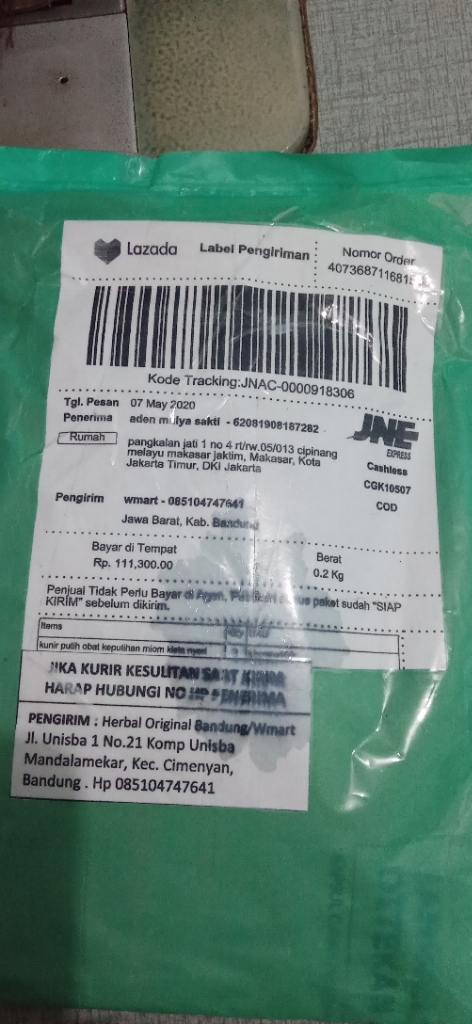 Lazada
Label Pengiriman
Nomor Order
Kode Tracking:JNAC-0000918306
Tgl. Pesan 07 May 2020
Penerima aden mulya sakti - 62081908187282
Rumah
pangkalan jati 1 no 4 rt/rw.05/013 cipinang
melayu makasar jaktim, Makasar, Kota
Jakarta Timur, DKI Jakarta
JNE
EXPRESS
Cashless
CGK10507
COD
Pengirim wmart - 085104747641
Jawa Barat, Kab. Bandung
Bayar di Tempat
Rp. 111,300.00
Berat
0.2 Kg
Penjual Tidak Perlu Bayar di Agen, paket sudah "SIAP
KIRIM" sebelum dikirim.
Items
kunir putih obat keputihan miom kista nyeri
JIKA KURIR KESULITAN SAAT KIRIM
HARAP HUBUNGI NO HP PENERIMA
PENGIRIM : Herbal Original Bandung/Wmart
Jl. Unisba 1 No.21 Komp Unisba
Mandalamekar, Kec. Cimenyan,
Bandung . Hp 085104747641